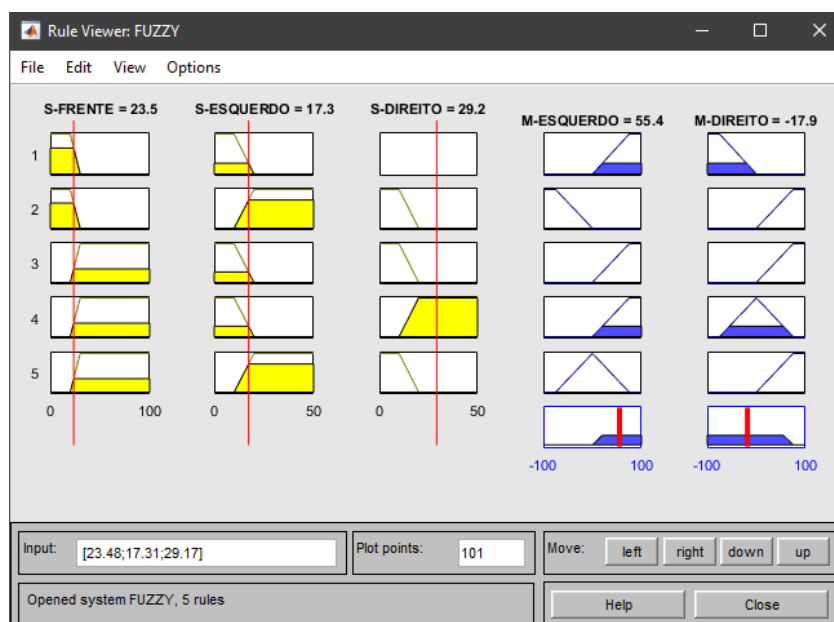 Rule Viewer: FUZZY
File Edit View Options
S-FRENTE = 23.5 S-ESQUERDO = 17.3 S-DIREITO = 29.2 M-ESQUERDO = 55.4 M-DIREITO = -17.9
1
2
3
4
5
0 100 0 50 0 50
-100 100 -100 100
Input: [23.48;17.31;29.17] Plot points: 101 Move: left right down up
Opened system FUZZY, 5 rules Help Close